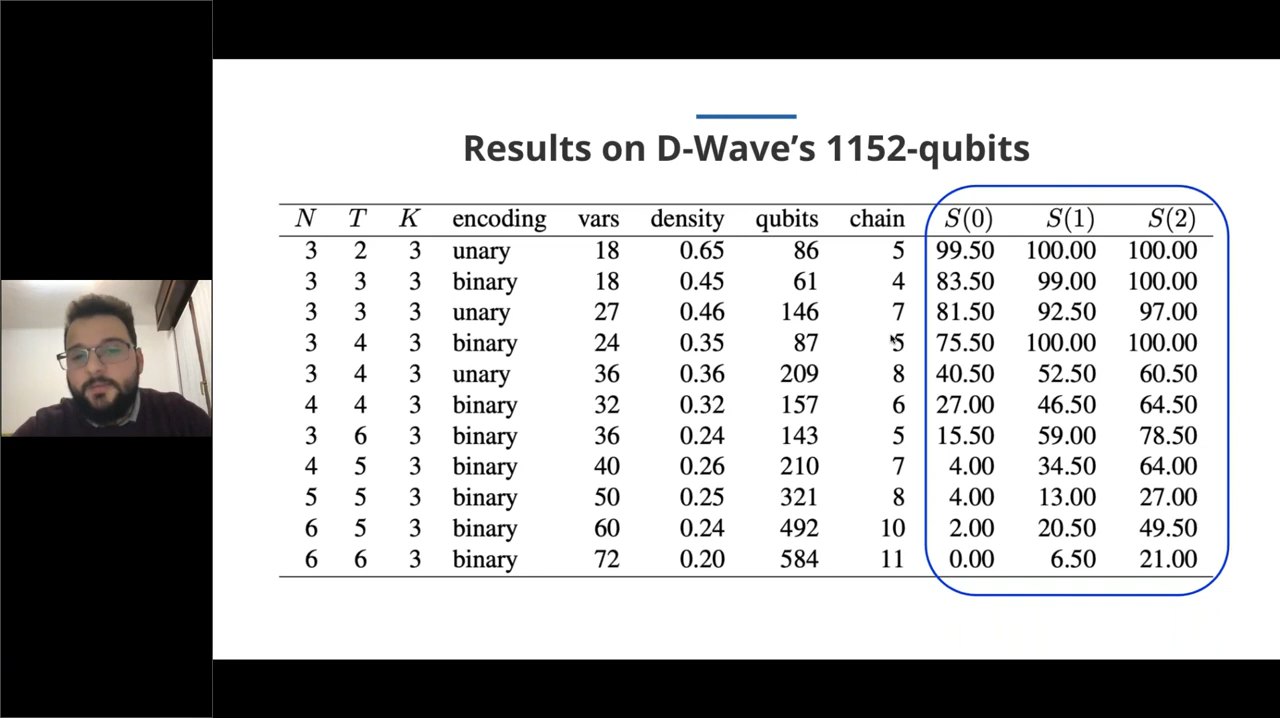 Results on D-Wave’s 1152-qubits
N T K encoding vars density qubits chain S(0) S(1) S(2)
3 2 3 unary 18 0.65 86 5 99.50 100.00 100.00
3 3 3 binary 18 0.45 61 4 83.50 99.00 100.00
3 3 3 unary 27 0.46 146 7 81.50 92.50 97.00
3 4 3 binary 24 0.35 87 5 75.50 100.00 100.00
3 4 3 unary 36 0.36 209 8 40.50 52.50 60.50
4 4 3 binary 32 0.32 157 6 27.00 46.50 64.50
3 6 3 binary 36 0.24 143 5 15.50 59.00 78.50
4 5 3 binary 40 0.26 210 7 4.00 34.50 64.00
5 5 3 binary 50 0.25 321 8 4.00 13.00 27.00
6 5 3 binary 60 0.24 492 10 2.00 20.50 49.50
6 6 3 binary 72 0.20 584 11 0.00 6.50 21.00